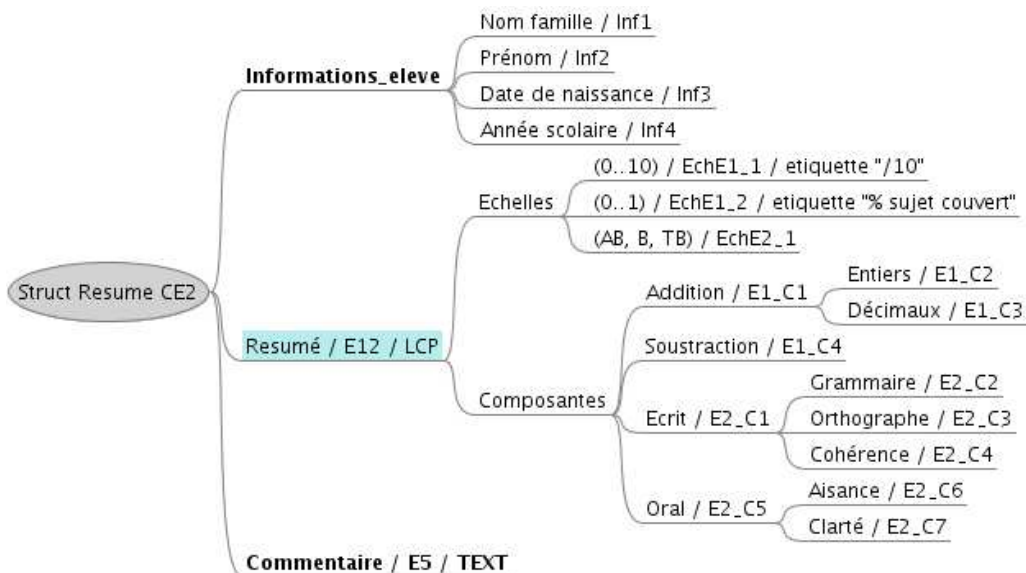 Struct Resume CE2
Informations_eleve
Nom famille / Inf1
Prénom / Inf2
Date de naissance / Inf3
Année scolaire / Inf4
Resumé / E12 / LCP
Echelles
(0..10) / EchE1_1 / etiquette "/10"
(0..1) / EchE1_2 / etiquette "% sujet couvert"
(AB, B, TB) / EchE2_1
Composantes
Addition / E1_C1
Entiers / E1_C2
Décimaux / E1_C3
Soustraction / E1_C4
Ecrit / E2_C1
Grammaire / E2_C2
Orthographe / E2_C3
Cohérence / E2_C4
Oral / E2_C5
Aisance / E2_C6
Clarté / E2_C7
Commentaire / E5 / TEXT